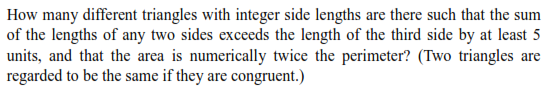 How many different triangles with integer side lengths are there such that the sum
of the lengths of any two sides exceeds the length of the third side by at least 5
units, and that the area is numerically twice the perimeter? (Two triangles are
regarded to be the same if they are congruent.)